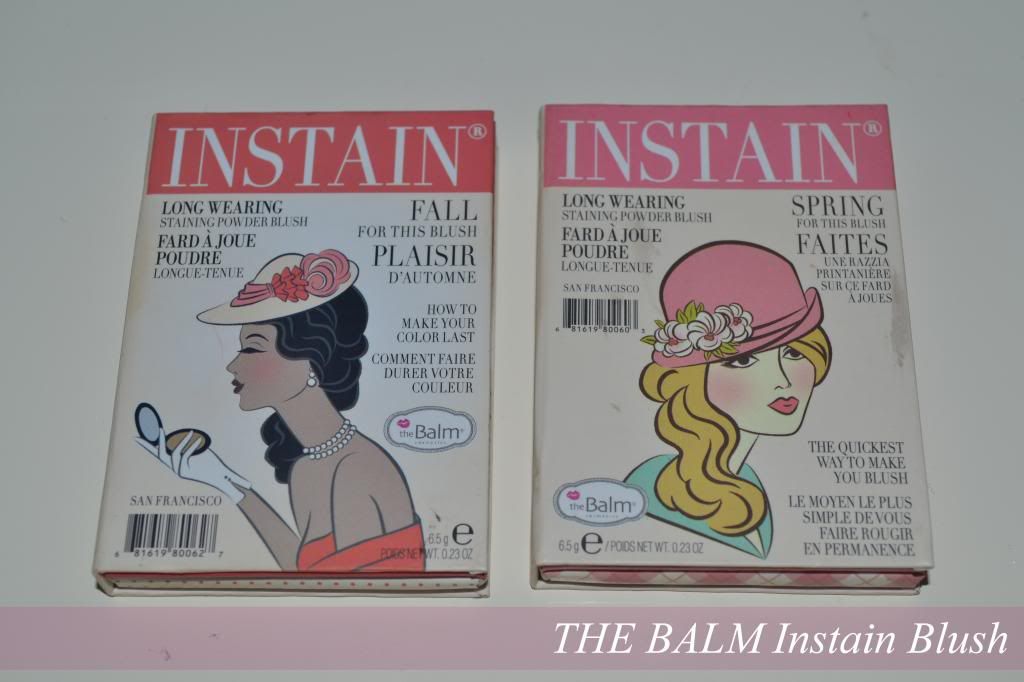 INSTAIN®
LONG WEARING
STAINING POWDER BLUSH
FARD À JOUE
POUDRE
LONGUE-TENUE
FALL
FOR THIS BLUSH
PLAISIR
D'AUTOMNE
HOW TO
MAKE YOUR
COLOR LAST
COMMENT FAIRE
DURER VOTRE
COULEUR
theBalm®
cosmetics
SAN FRANCISCO
6 81619 80062 7
6.5 g e
POIDS NET WT. 0.23 OZ
INSTAIN®
LONG WEARING
STAINING POWDER BLUSH
FARD À JOUE
POUDRE
LONGUE-TENUE
SAN FRANCISCO
6 81619 80060 3
SPRING
FOR THIS BLUSH
FAITES
UNE RAZZIA
PRINTANIÈRE
SUR CE FARD
À JOUES
THE QUICKEST
WAY TO MAKE
YOU BLUSH
LE MOYEN LE PLUS
SIMPLE DE VOUS
FAIRE ROUGIR
EN PERMANENCE
theBalm®
cosmetics
6.5 g e / POIDS NET WT. 0.23 OZ
THE BALM Instain Blush